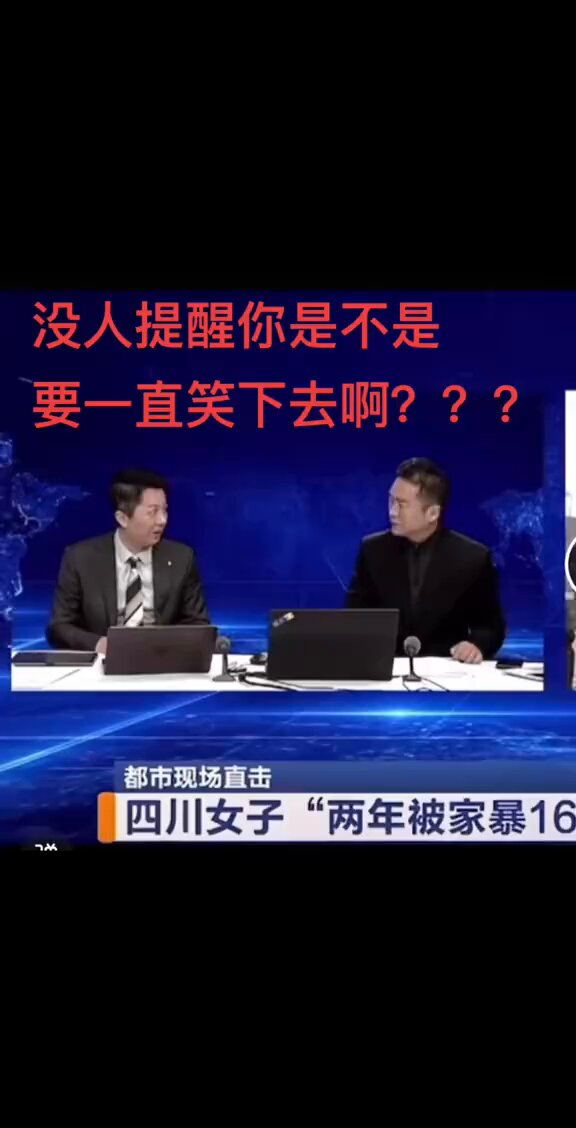 没人提醒你是不是
要一直笑下去啊？？？
都市现场直击
四川女子“两年被家暴16